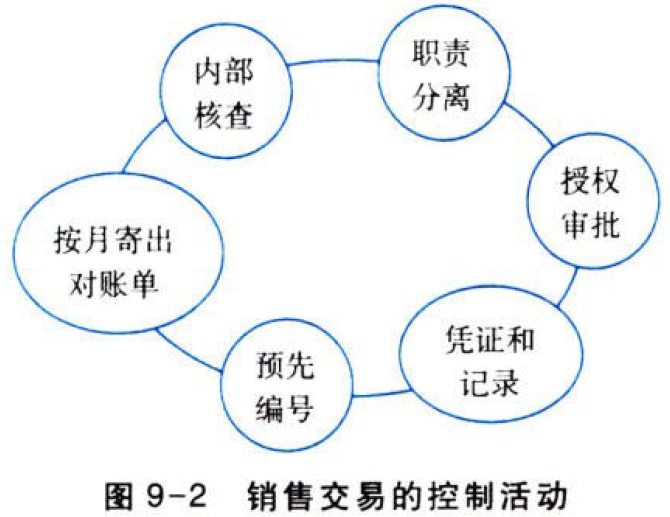 内部
核查
职责
分离
授权
审批
凭证和
记录
预先
编号
按月寄出
对账单
图 9-2 销售交易的控制活动